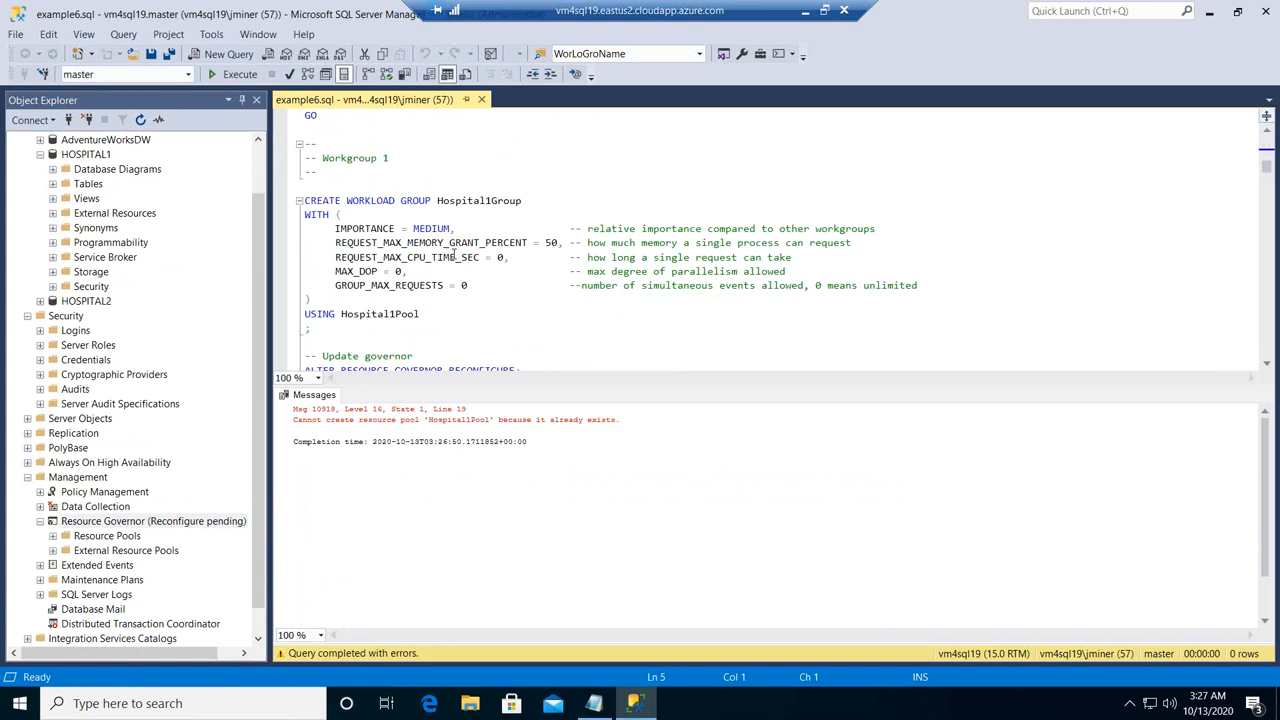 example6.sql - vm4sql19.master (vm4sql19\jminer (57)) - Microsoft SQL Server Man
vm4sql19.eastus2.cloudapp.azure.com
Quick Launch (Ctrl+Q)
File Edit View Query Project Tools Window Help
New Query
WorLoGroName
master
Execute
Object Explorer
example6.sql - vm4...4sql19\jminer (57))
Connect
AdventureWorksDW
HOSPITAL1
Database Diagrams
Tables
Views
External Resources
Synonyms
Programmability
Service Broker
Storage
Security
HOSPITAL2
Security
Logins
Server Roles
Credentials
Cryptographic Providers
Audits
Server Audit Specifications
Server Objects
Replication
PolyBase
Always On High Availability
Management
Policy Management
Data Collection
Resource Governor (Reconfigure pending)
Resource Pools
External Resource Pools
Extended Events
Maintenance Plans
SQL Server Logs
Database Mail
Distributed Transaction Coordinator
Integration Services Catalogs
GO
--
-- Workgroup 1
--
CREATE WORKLOAD GROUP Hospital1Group
WITH (
IMPORTANCE = MEDIUM, -- relative importance compared to other workgroups
REQUEST_MAX_MEMORY_GRANT_PERCENT = 50, -- how much memory a single process can request
REQUEST_MAX_CPU_TIME_SEC = 0, -- how long a single request can take
MAX_DOP = 0, -- max degree of parallelism allowed
GROUP_MAX_REQUESTS = 0 --number of simultaneous events allowed, 0 means unlimited
)
USING Hospital1Pool
;
-- Update governor
ALTER RESOURCE GOVERNOR RECONFIGURE;
100 %
Messages
Msg 10918, Level 16, State 1, Line 19
Cannot create resource pool 'Hospital1Pool' because it already exists.
Completion time: 2020-10-13T03:26:50.1711852+00:00
100 %
Query completed with errors.
vm4sql19 (15.0 RTM) vm4sql19\jminer (57) master 00:00:00 0 rows
Ready Ln 5 Col 1 Ch 1 INS
Type here to search
3:27 AM
10/13/2020
3